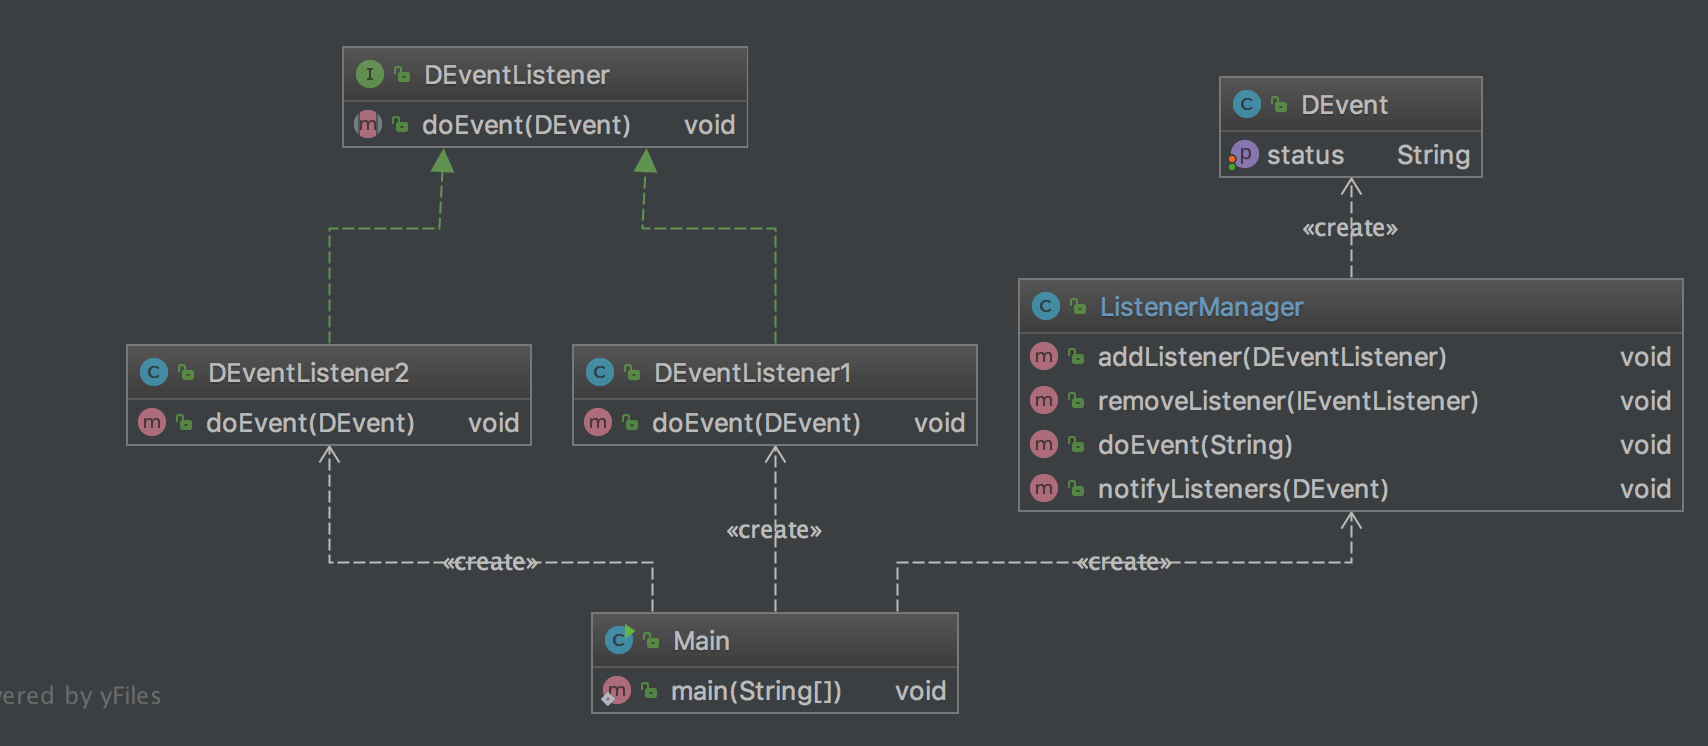 DEventListener
doEvent(DEvent) void
DEvent
status String
«create»
ListenerManager
addListener(DEventListener) void
removeListener(IEventListener) void
doEvent(String) void
notifyListeners(DEvent) void
DEventListener2
doEvent(DEvent) void
DEventListener1
doEvent(DEvent) void
«create»
«create»
«create»
Main
main(String[]) void
vered by yFiles